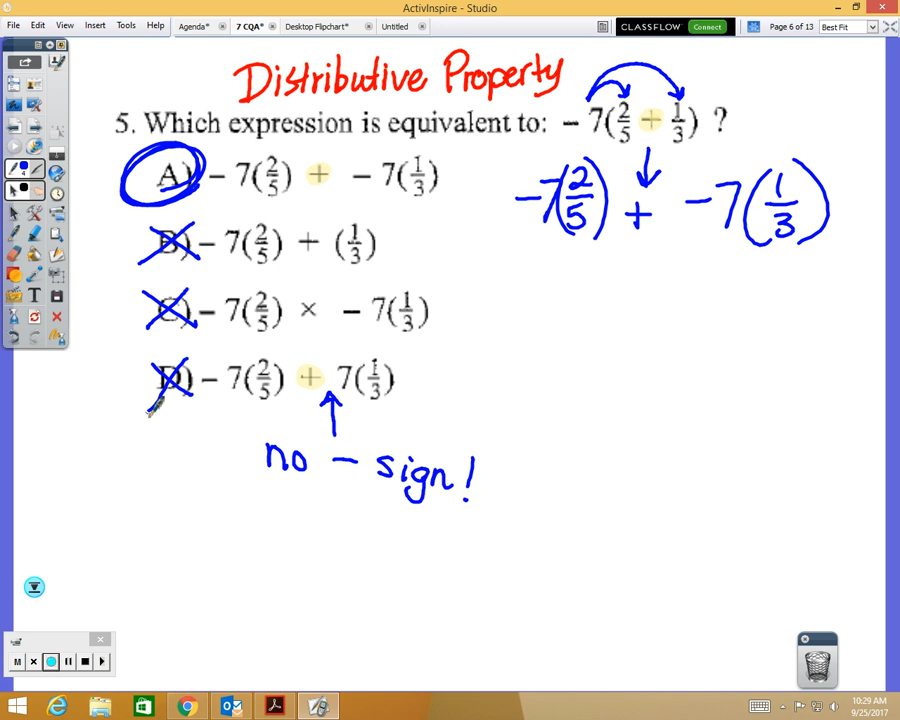 ActivInspire - Studio
File Edit View Insert Tools Help
Agenda* 7 CQA* Desktop Flipchart* Untitled
CLASSFLOW Connect Page 6 of 13 Best Fit
Distributive Property
5. Which expression is equivalent to: - 7(2/5 + 1/3) ?
-7(2/5) + -7(1/3)
A) - 7(2/5) + - 7(1/3)
B) - 7(2/5) + (1/3)
C) - 7(2/5) × - 7(1/3)
D) - 7(2/5) + 7(1/3)
no - sign!
M
10:29 AM
9/25/2017